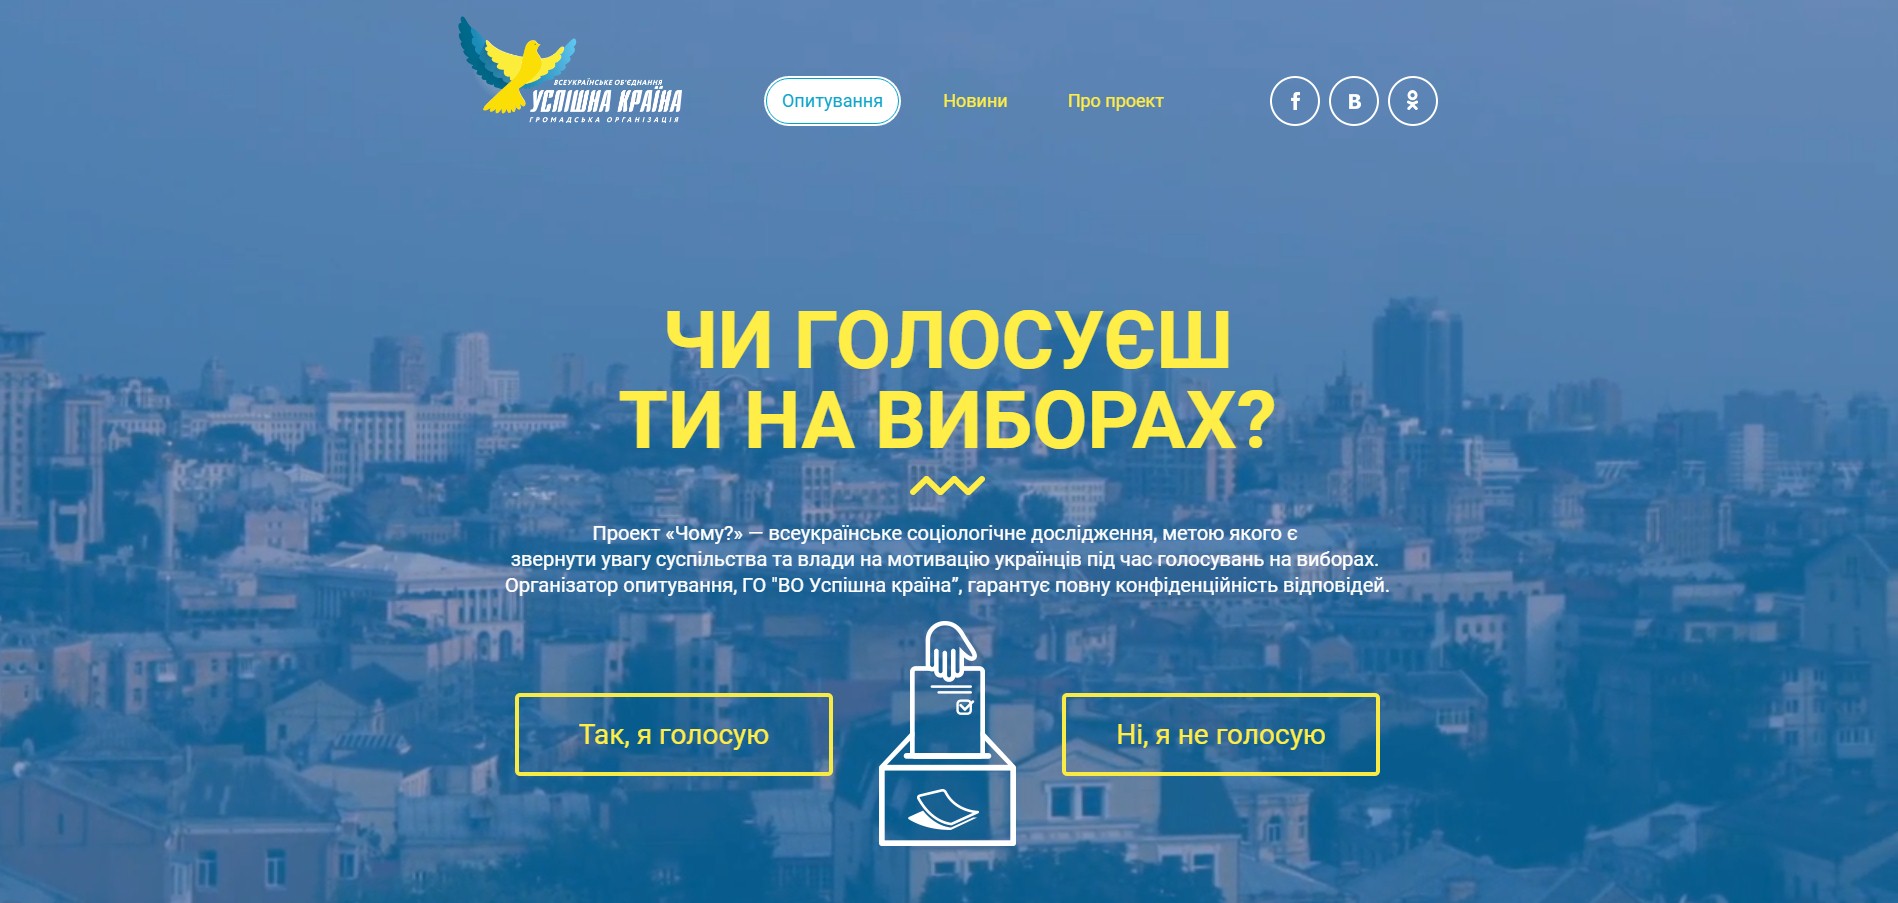 ВСЕУКРАЇНСЬКЕ ОБ'ЄДНАННЯ
УСПІШНА КРАЇНА
ГРОМАДСЬКА ОРГАНІЗАЦІЯ
Опитування
Новини
Про проект
f
В
ЧИ ГОЛОСУЄШ
ТИ НА ВИБОРАХ?
Проект «Чому?» — всеукраїнське соціологічне дослідження, метою якого є
звернути увагу суспільства та влади на мотивацію українців під час голосувань на виборах.
Організатор опитування, ГО "ВО Успішна країна”, гарантує повну конфіденційність відповідей.
Так, я голосую
Ні, я не голосую